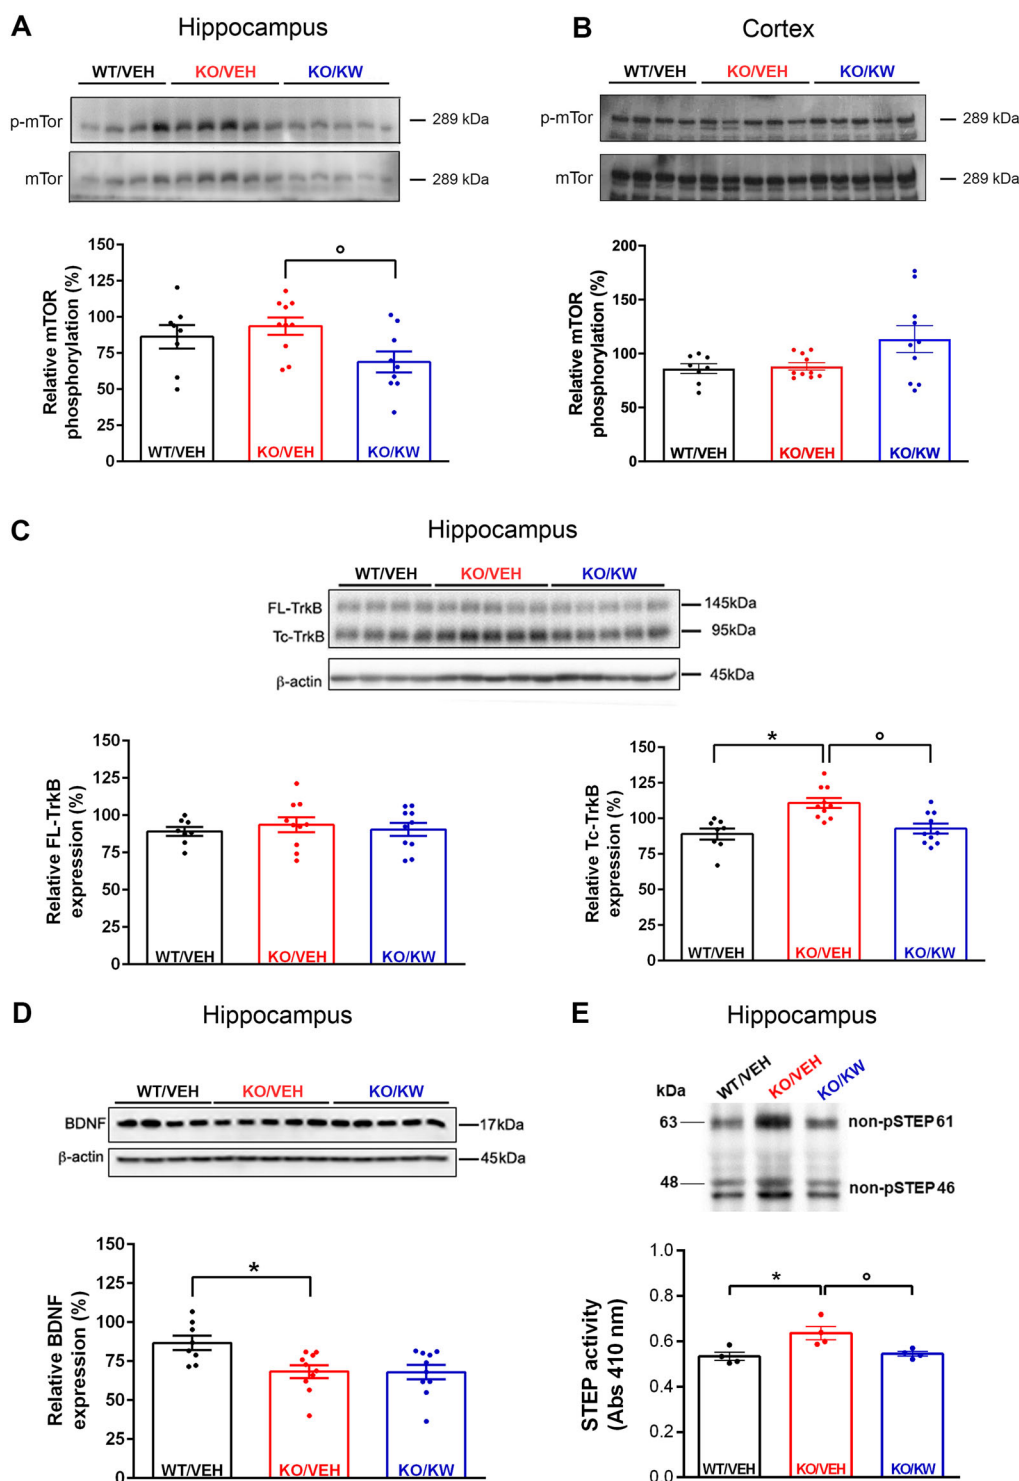 A
Hippocampus
WT/VEH KO/VEH KO/KW
p-mTor
289 kDa
mTor
289 kDa
Relative mTOR
phosphorylation (%)
150
125
100
75
50
25
0
°
WT/VEH KO/VEH KO/KW
B
Cortex
WT/VEH KO/VEH KO/KW
p-mTor
289 kDa
mTor
289 kDa
Relative mTOR
phosphorylation (%)
200
150
100
50
0
WT/VEH KO/VEH KO/KW
C
Hippocampus
WT/VEH KO/VEH KO/KW
FL-TrkB
145kDa
Tc-TrkB
95kDa
β-actin
45kDa
Relative FL-TrkB
expression (%)
150
125
100
75
50
25
0
WT/VEH KO/VEH KO/KW
Relative Tc-TrkB
expression (%)
150
125
100
75
50
25
0
* °
WT/VEH KO/VEH KO/KW
D
Hippocampus
WT/VEH KO/VEH KO/KW
BDNF
17kDa
β-actin
45kDa
Relative BDNF
expression (%)
150
125
100
75
50
25
0
*
WT/VEH KO/VEH KO/KW
E
Hippocampus
WT/VEH KO/VEH KO/KW
kDa
63
non-pSTEP61
48
non-pSTEP46
STEP activity
(Abs 410 nm)
1.0
0.8
0.6
0.4
0.2
0.0
* °
WT/VEH KO/VEH KO/KW